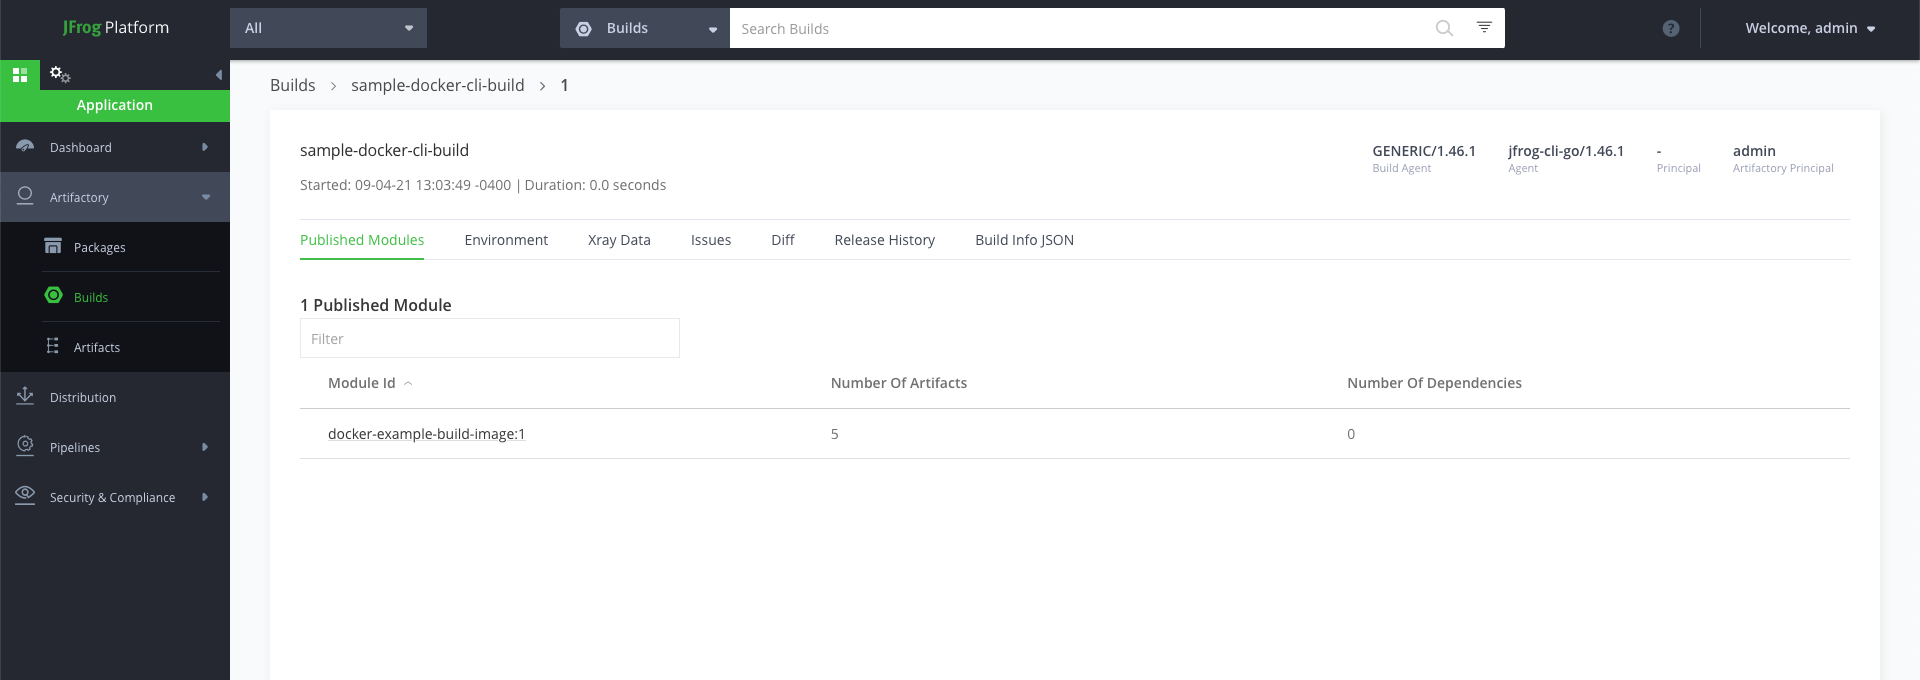 JFrog Platform
All
Builds
Search Builds
?
Welcome, admin
Application
Dashboard
Artifactory
Packages
Builds
Artifacts
Distribution
Pipelines
Security & Compliance
Builds > sample-docker-cli-build > 1
sample-docker-cli-build
Started: 09-04-21 13:03:49 -0400 | Duration: 0.0 seconds
GENERIC/1.46.1
Build Agent
jfrog-cli-go/1.46.1
Agent
-
Principal
admin
Artifactory Principal
Published Modules Environment Xray Data Issues Diff Release History Build Info JSON
1 Published Module
Filter
Module Id Number Of Artifacts Number Of Dependencies
docker-example-build-image:1 5 0